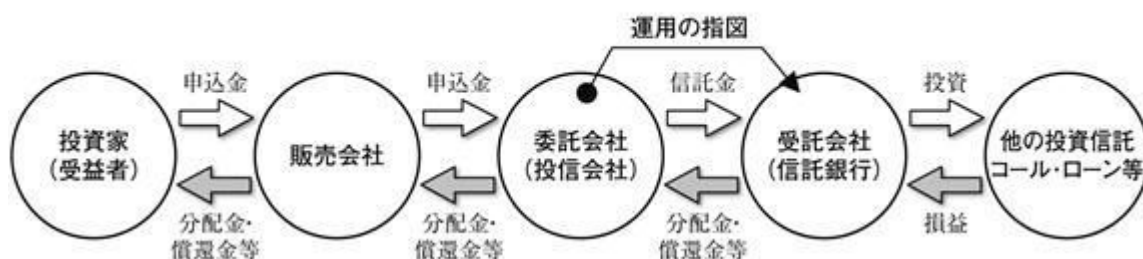 運用の指図
申込金
申込金
信託金
投資
投資家
(受益者)
販売会社
委託会社
(投信会社)
受託会社
(信託銀行)
他の投資信託
コール・ローン等
分配金・
償還金等
分配金・
償還金等
分配金・
償還金等
損益